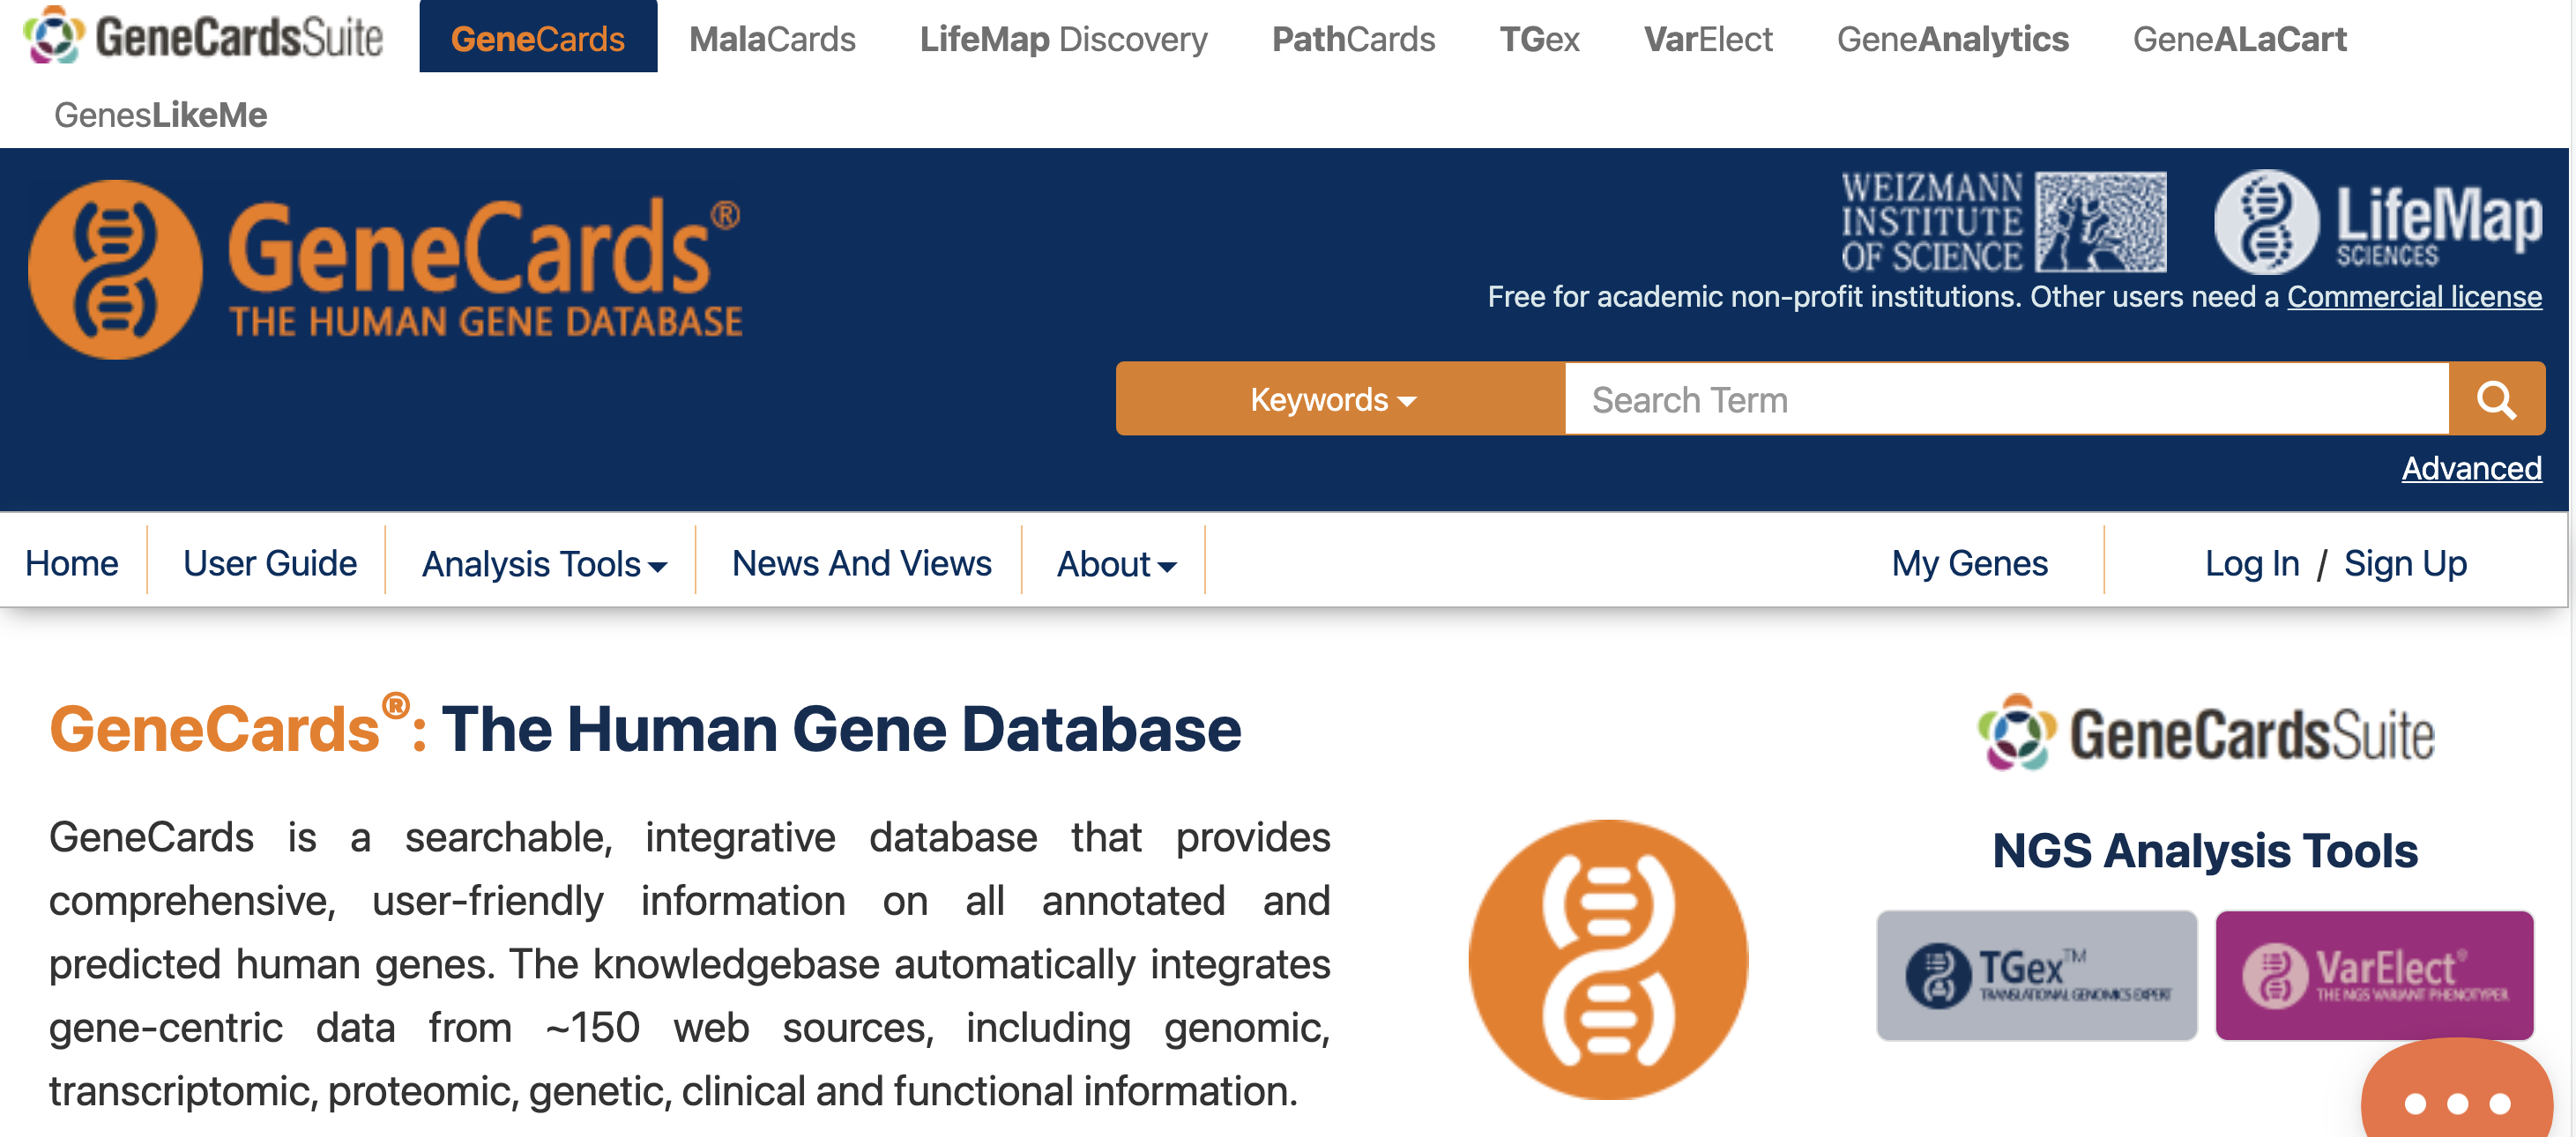 GeneCardsSuite GeneCards MalaCards LifeMap Discovery PathCards TGex VarElect GeneAnalytics GeneALaCart
GenesLikeMe
GeneCards®
THE HUMAN GENE DATABASE
WEIZMANN
INSTITUTE
OF SCIENCE
LifeMap
SCIENCES
Free for academic non-profit institutions. Other users need a Commercial license
Keywords Search Term
Advanced
Home User Guide Analysis Tools News And Views About My Genes Log In / Sign Up
GeneCards®: The Human Gene Database
GeneCards is a searchable, integrative database that provides
comprehensive, user-friendly information on all annotated and
predicted human genes. The knowledgebase automatically integrates
gene-centric data from ~150 web sources, including genomic,
transcriptomic, proteomic, genetic, clinical and functional information.
GeneCardsSuite
NGS Analysis Tools
TGex™
TRANSLATIONAL GENOMICS EXPERT
VarElect®
THE NGS VARIANT PHENOTYPER